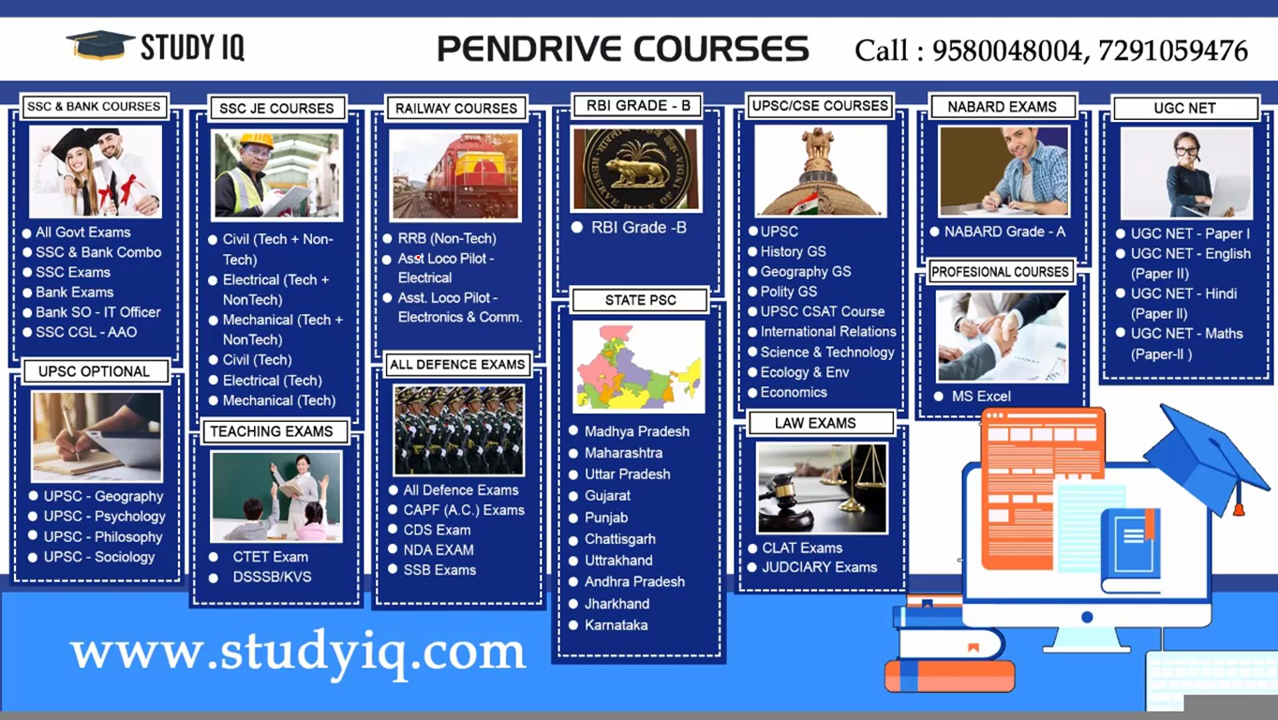 STUDY IQ
PENDRIVE COURSES
Call : 9580048004, 7291059476
SSC & BANK COURSES
All Govt Exams
SSC & Bank Combo
SSC Exams
Bank Exams
Bank SO - IT Officer
SSC CGL - AAO
UPSC OPTIONAL
UPSC - Geography
UPSC - Psychology
UPSC - Philosophy
UPSC - Sociology
SSC JE COURSES
Civil (Tech + Non-
Tech)
Electrical (Tech +
NonTech)
Mechanical (Tech +
NonTech)
Civil (Tech)
Electrical (Tech)
Mechanical (Tech)
TEACHING EXAMS
CTET Exam
DSSSB/KVS
RAILWAY COURSES
RRB (Non-Tech)
Asst Loco Pilot -
Electrical
Asst. Loco Pilot -
Electronics & Comm.
ALL DEFENCE EXAMS
All Defence Exams
CAPF (A.C.) Exams
CDS Exam
NDA EXAM
SSB Exams
RBI GRADE - B
RBI Grade -B
STATE PSC
Madhya Pradesh
Maharashtra
Uttar Pradesh
Gujarat
Punjab
Chattisgarh
Uttrakhand
Andhra Pradesh
Jharkhand
Karnataka
UPSC/CSE COURSES
UPSC
History GS
Geography GS
Polity GS
UPSC CSAT Course
International Relations
Science & Technology
Ecology & Env
Economics
LAW EXAMS
CLAT Exams
JUDICIARY Exams
NABARD EXAMS
NABARD Grade - A
PROFESIONAL COURSES
MS Excel
UGC NET
UGC NET - Paper I
UGC NET - English
(Paper II)
UGC NET - Hindi
(Paper II)
UGC NET - Maths
(Paper-II )
www.studyiq.com